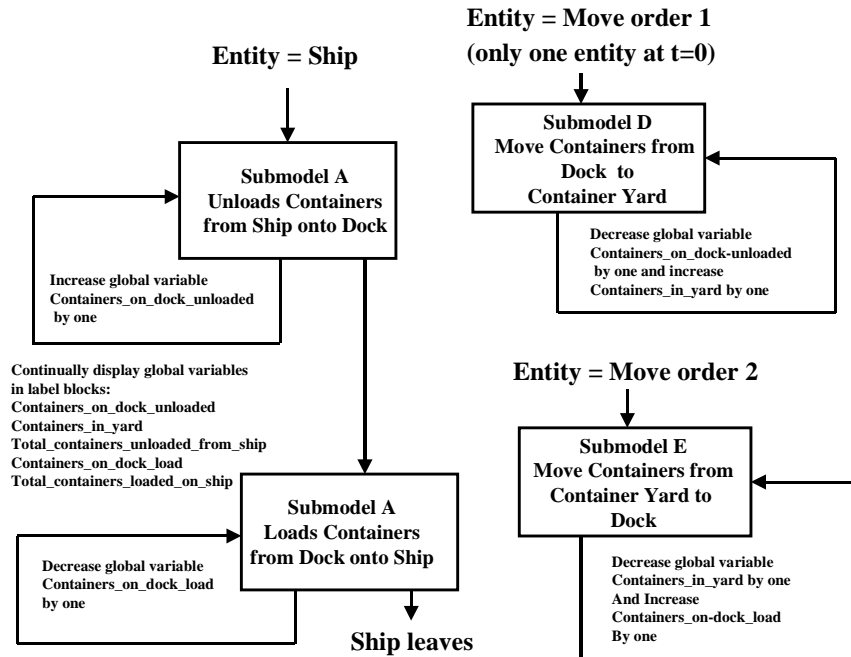 Entity = Ship
Submodel A
Unloads Containers
from Ship onto Dock
Increase global variable
Containers_on_dock_unloaded
by one
Continually display global variables
in label blocks:
Containers_on_dock_unloaded
Containers_in_yard
Total_containers_unloaded_from_ship
Containers_on_dock_load
Total_containers_loaded_on_ship
Submodel A
Loads Containers
from Dock onto Ship
Decrease global variable
Containers_on_dock_load
by one
Ship leaves
Entity = Move order 1
(only one entity at t=0)
Submodel D
Move Containers from
Dock to
Container Yard
Decrease global variable
Containers_on_dock-unloaded
by one and increase
Containers_in_yard by one
Entity = Move order 2
Submodel E
Move Containers from
Container Yard to
Dock
Decrease global variable
Containers_in_yard by one
And Increase
Containers_on-dock_load
By one